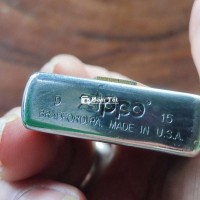 D Zippo 15
BRADFORD, PA. MADE IN U.S.A.